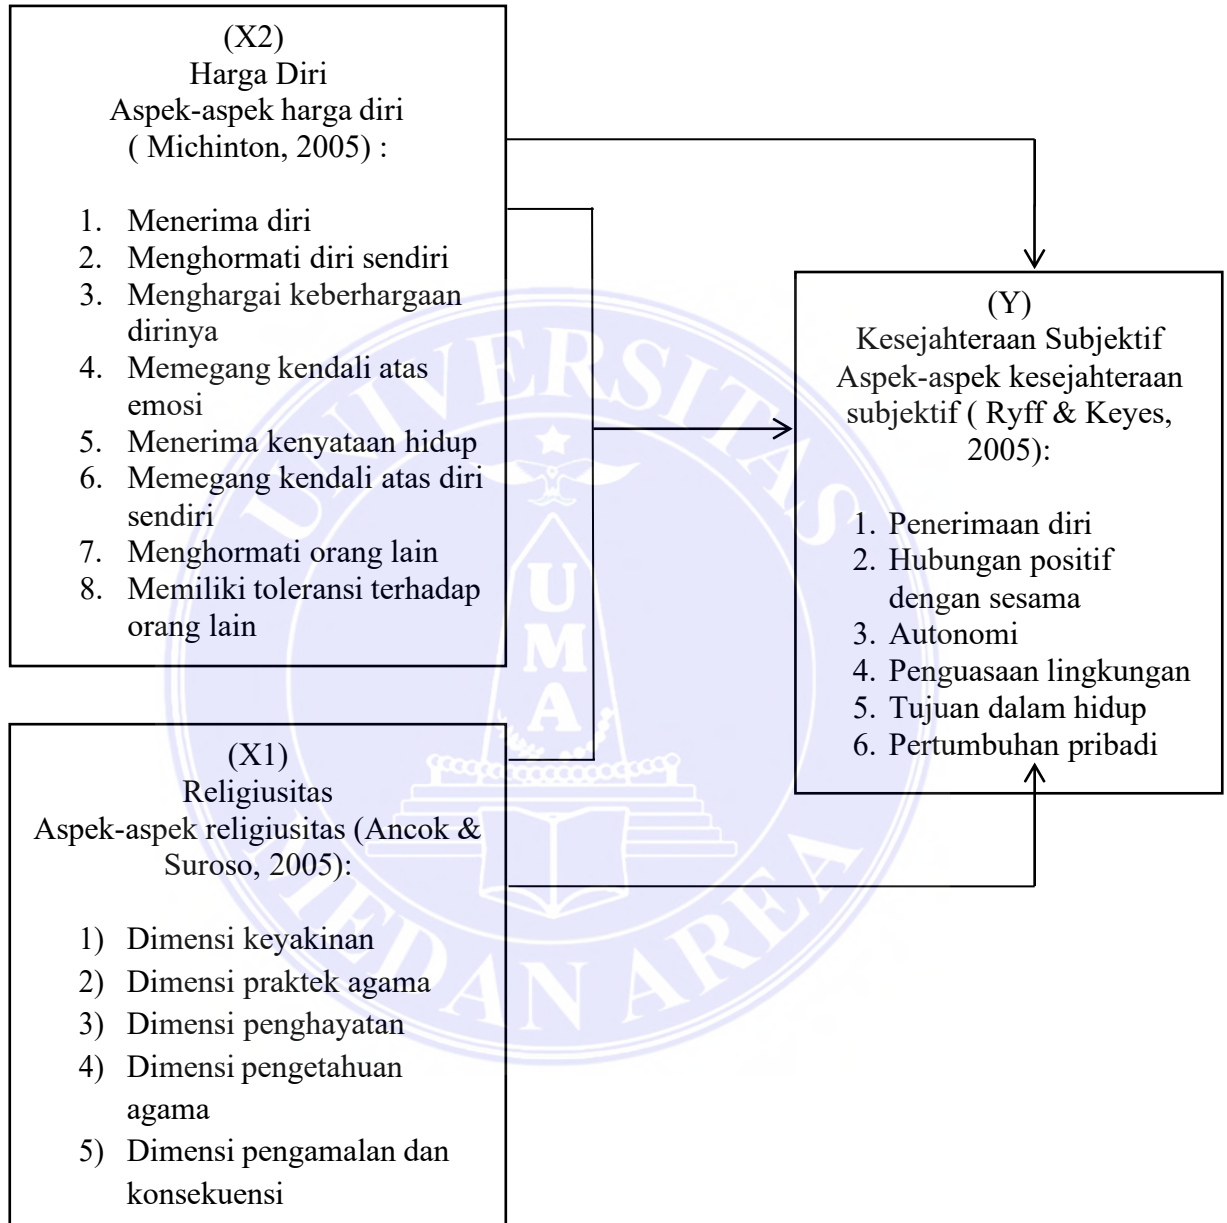 (X2)
Harga Diri
Aspek-aspek harga diri
( Michinton, 2005) :
1. Menerima diri
2. Menghormati diri sendiri
3. Menghargai keberhargaan
dirinya
4. Memegang kendali atas
emosi
5. Menerima kenyataan hidup
6. Memegang kendali atas diri
sendiri
7. Menghormati orang lain
8. Memiliki toleransi terhadap
orang lain
(Y)
Kesejahteraan Subjektif
Aspek-aspek kesejahteraan
subjektif ( Ryff & Keyes,
2005):
1. Penerimaan diri
2. Hubungan positif
dengan sesama
3. Autonomi
4. Penguasaan lingkungan
5. Tujuan dalam hidup
6. Pertumbuhan pribadi
(X1)
Religiusitas
Aspek-aspek religiusitas (Ancok &
Suroso, 2005):
1) Dimensi keyakinan
2) Dimensi praktek agama
3) Dimensi penghayatan
4) Dimensi pengetahuan
agama
5) Dimensi pengamalan dan
konsekuensi
UNIVERSITAS
UMA
MEDAN AREA